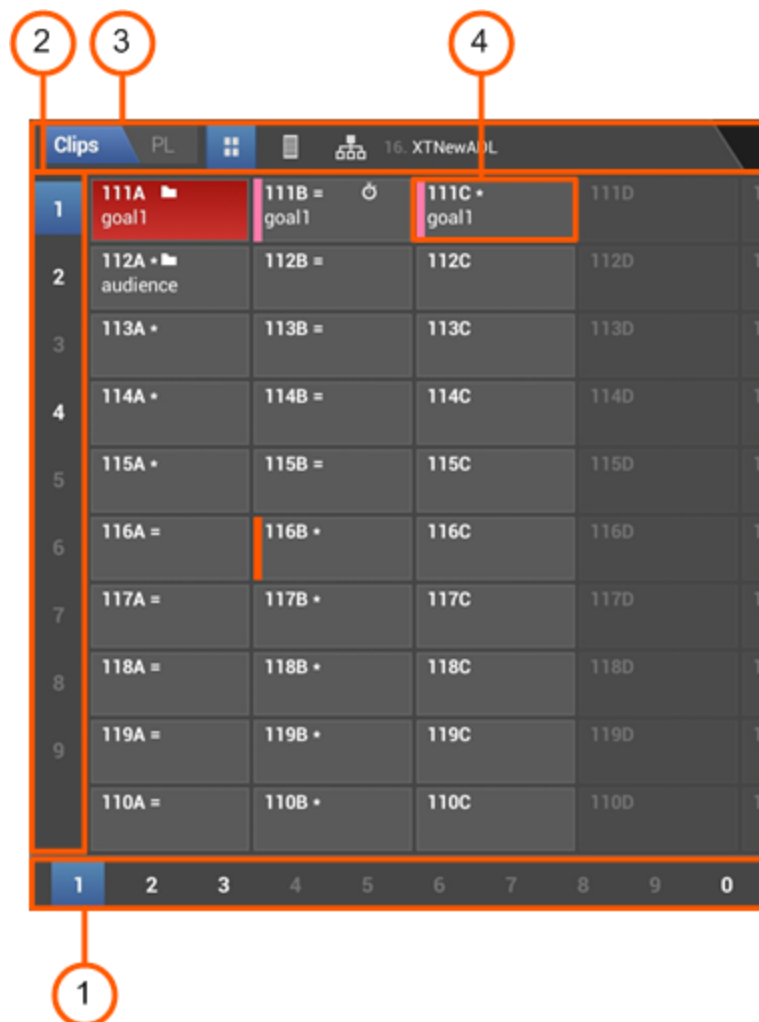 2 3 4
Clips PL 16. XTNewADL
1 111A 111B = 111C * 111D
goal1 goal1 goal1
2 112A * 112B = 112C 112D
audience
3 113A * 113B = 113C 113D
4 114A * 114B = 114C 114D
5 115A * 115B = 115C 115D
6 116A = 116B * 116C 116D
7 117A = 117B * 117C 117D
8 118A = 118B * 118C 118D
9 119A = 119B * 119C 119D
110A = 110B * 110C 110D
1 2 3 4 5 6 7 8 9 0
1